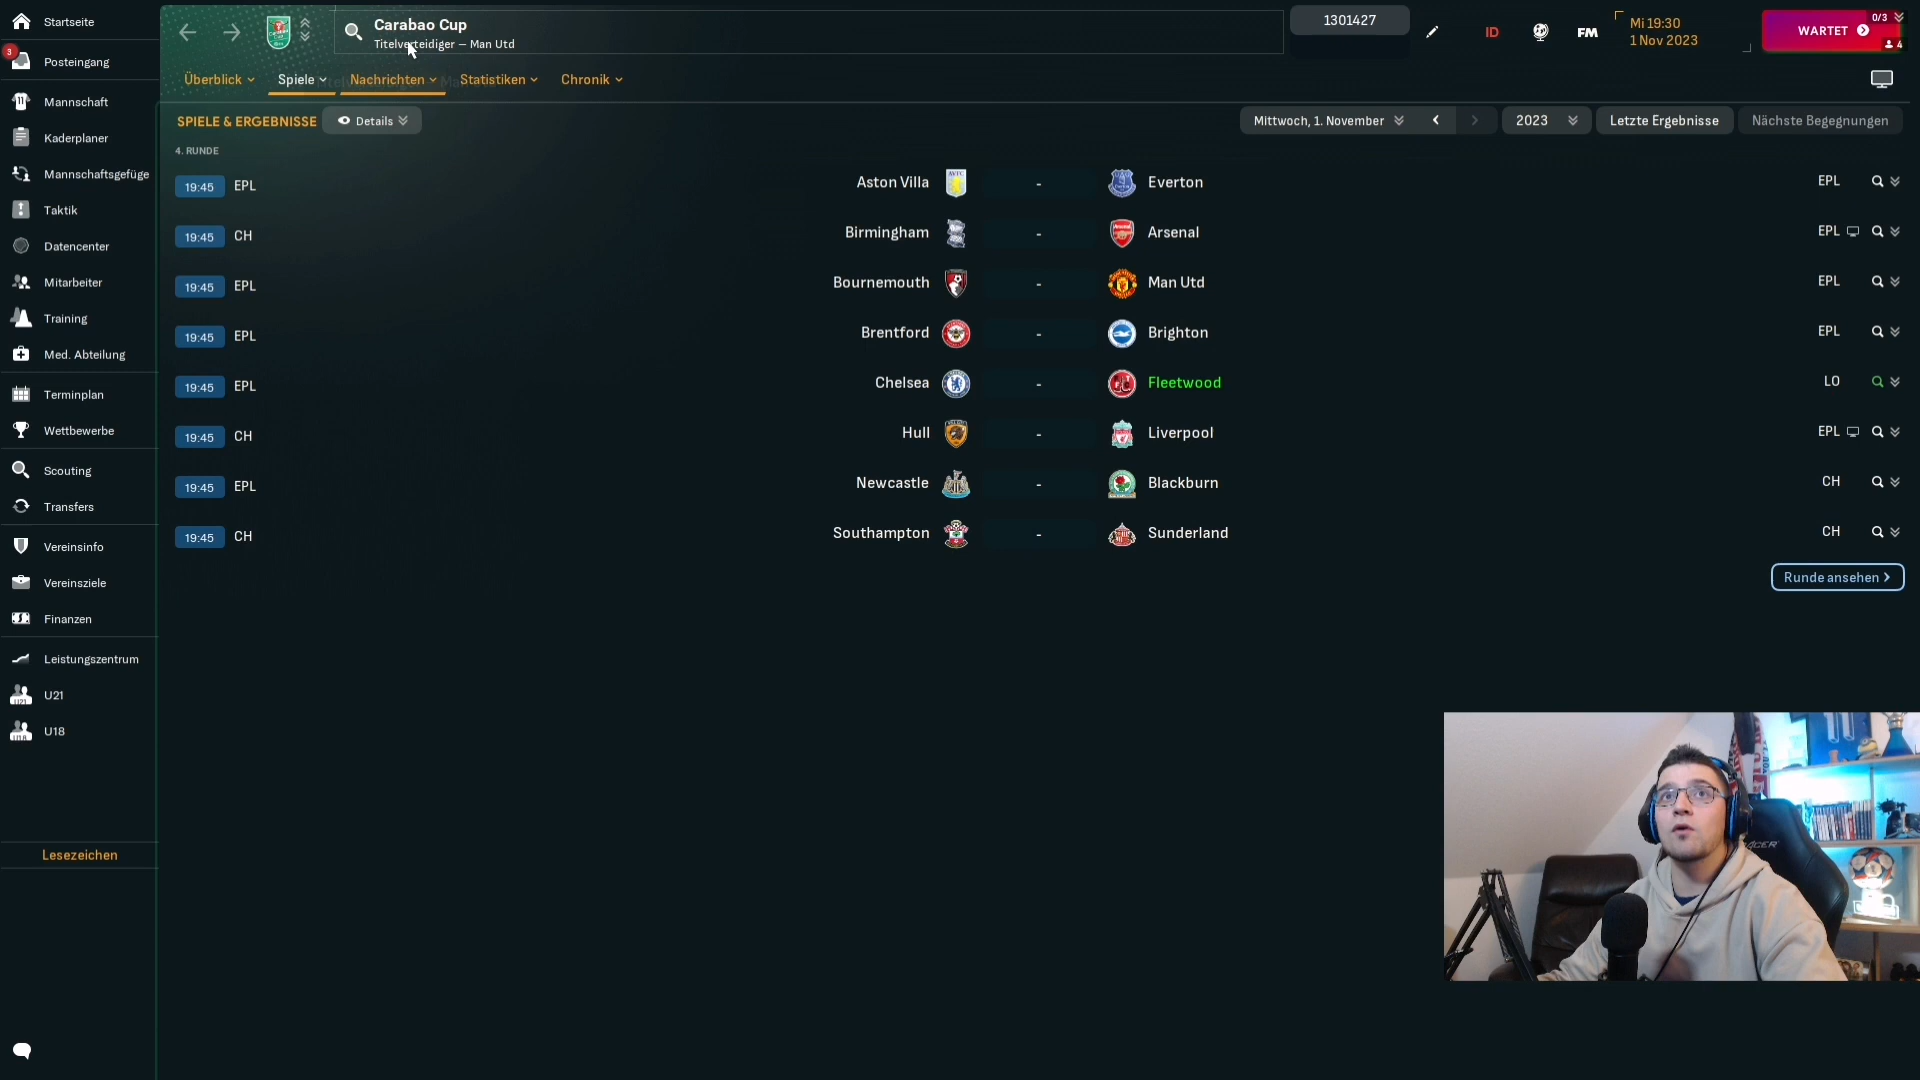 Startseite
3
Posteingang
Mannschaft
Kaderplaner
Mannschaftsgefüge
Taktik
Datencenter
Mitarbeiter
Training
Med. Abteilung
Terminplan
Wettbewerbe
Scouting
Transfers
Vereinsinfo
Vereinsziele
Finanzen
Leistungszentrum
U21
U18
Lesezeichen
Carabao Cup
Titelverteidiger – Man Utd
1301427
ID
FM
Mi 19:30
1 Nov 2023
WARTET
0/3
4
Überblick Spiele Nachrichten Statistiken Chronik
SPIELE & ERGEBNISSE Details Mittwoch, 1. November 2023 Letzte Ergebnisse Nächste Begegnungen
4. RUNDE
19:45 EPL Aston Villa - Everton EPL
19:45 CH Birmingham - Arsenal EPL
19:45 EPL Bournemouth - Man Utd EPL
19:45 EPL Brentford - Brighton EPL
19:45 EPL Chelsea - Fleetwood LO
19:45 CH Hull - Liverpool EPL
19:45 EPL Newcastle - Blackburn CH
19:45 CH Southampton - Sunderland CH
Runde ansehen